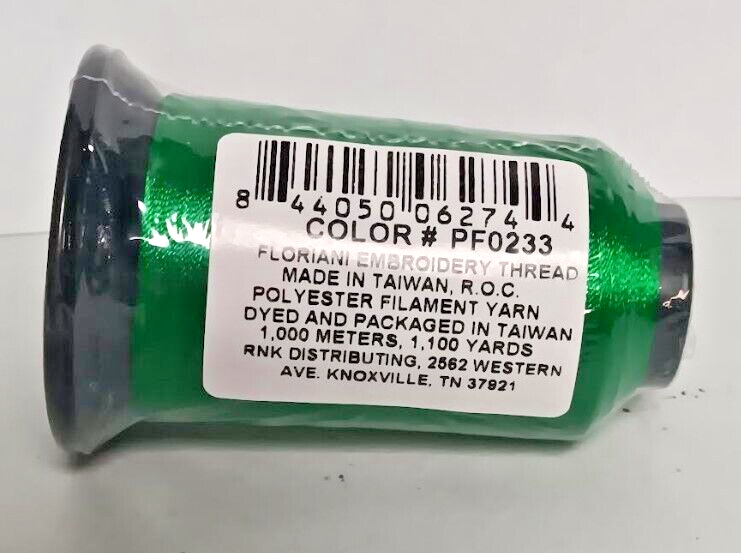 8 44050 06274 4
COLOR # PF0233
FLORIANI EMBROIDERY THREAD
MADE IN TAIWAN, R.O.C.
POLYESTER FILAMENT YARN
DYED AND PACKAGED IN TAIWAN
1,000 METERS, 1,100 YARDS
RNK DISTRIBUTING, 2562 WESTERN
AVE. KNOXVILLE, TN 37921